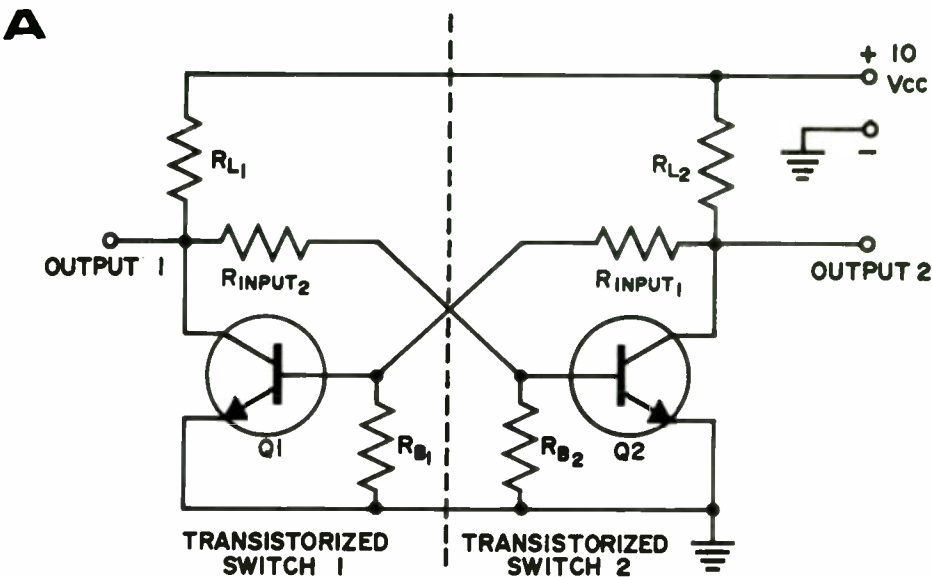 A
+ 10
Vcc
RL1
RL2
−
OUTPUT 1
RINPUT2
RINPUT1
OUTPUT 2
Q1
RB1
RB2
Q2
TRANSISTORIZED
SWITCH 1
TRANSISTORIZED
SWITCH 2